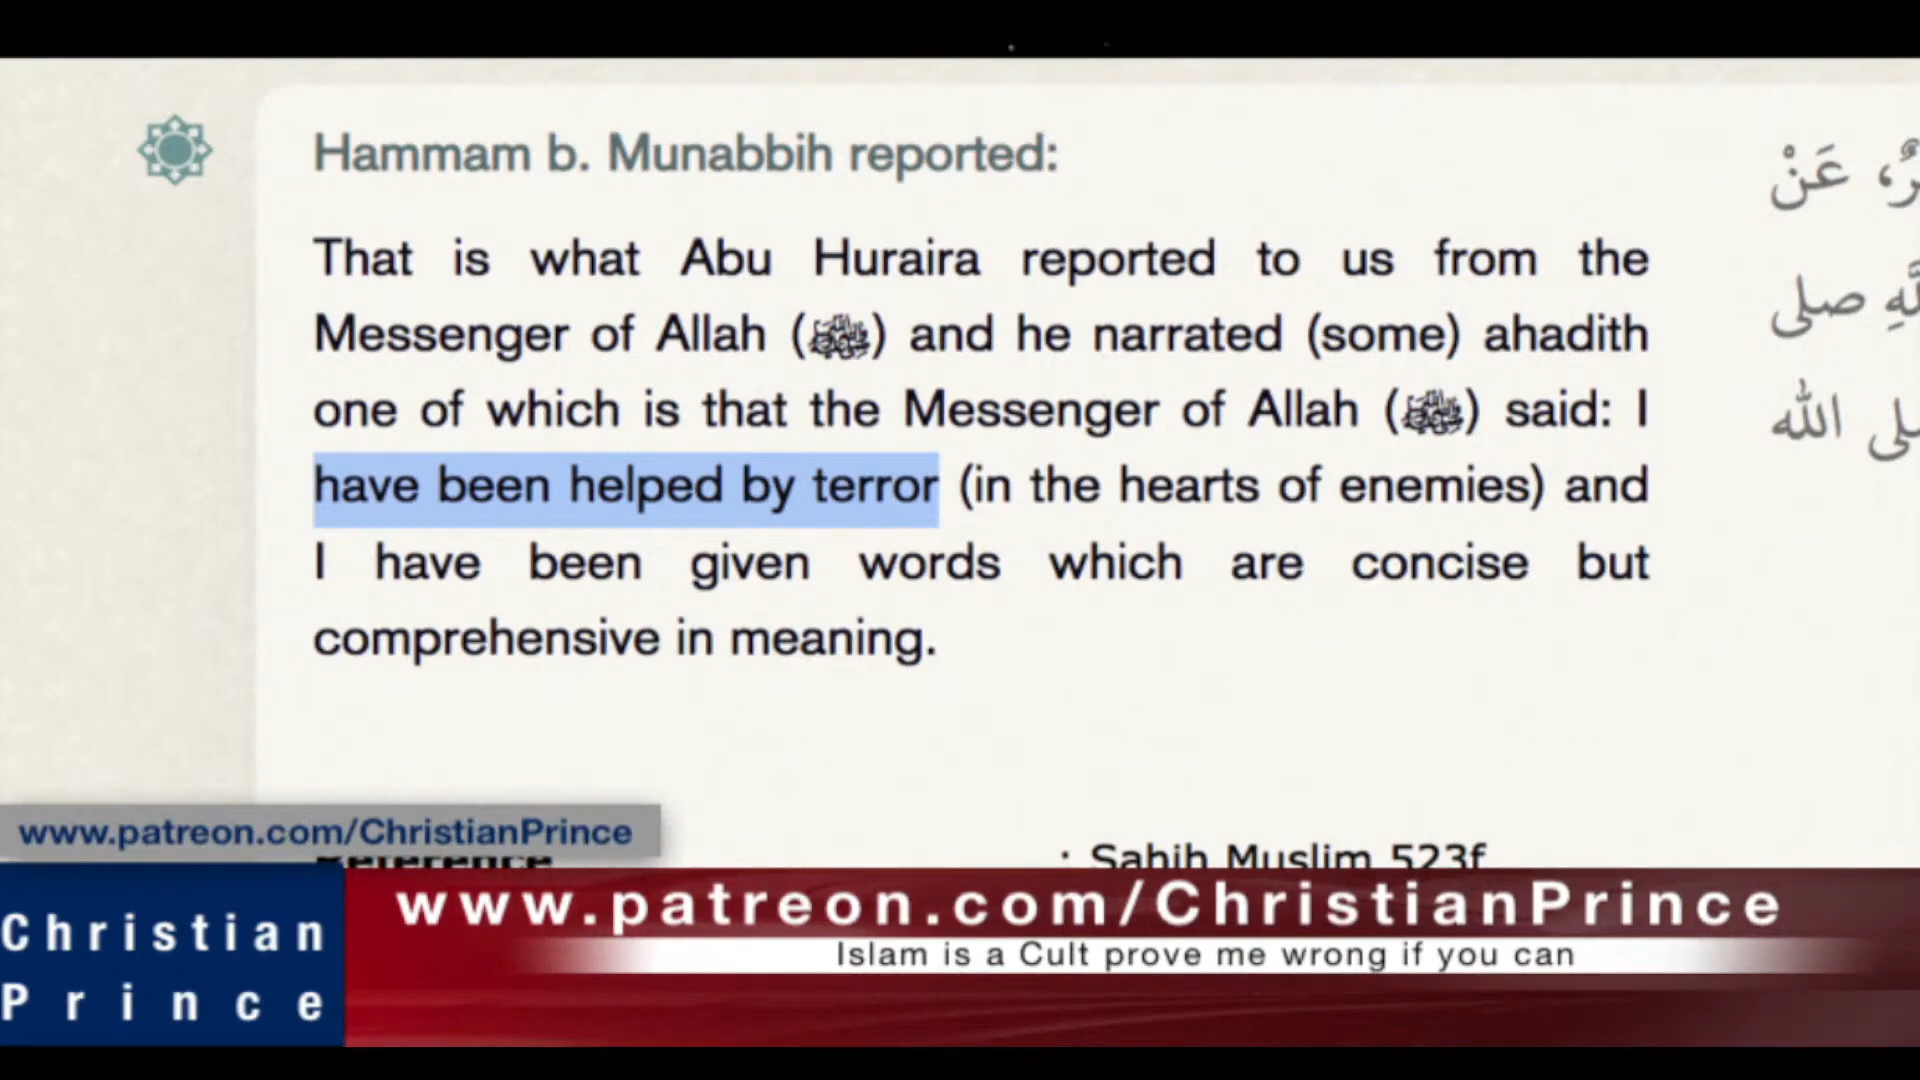 Hammam b. Munabbih reported:
That is what Abu Huraira reported to us from the
Messenger of Allah (ﷺ) and he narrated (some) ahadith
one of which is that the Messenger of Allah (ﷺ) said: I
have been helped by terror (in the hearts of enemies) and
I have been given words which are concise but
comprehensive in meaning.
عَنْ
صلى
الله
www.patreon.com/ChristianPrince
Reference : Sahih Muslim 523f
Christian
Prince
www.patreon.com/ChristianPrince
Islam is a Cult prove me wrong if you can